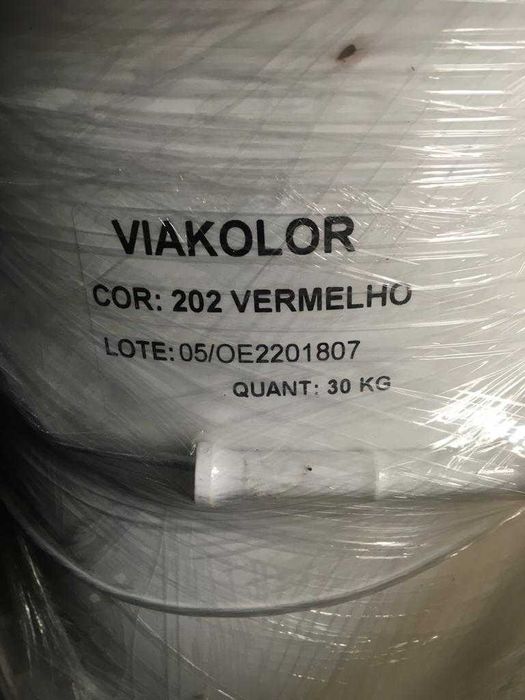 VIAKOLOR
COR: 202 VERMELHO
LOTE: 05/OE2201807
QUANT: 30 KG